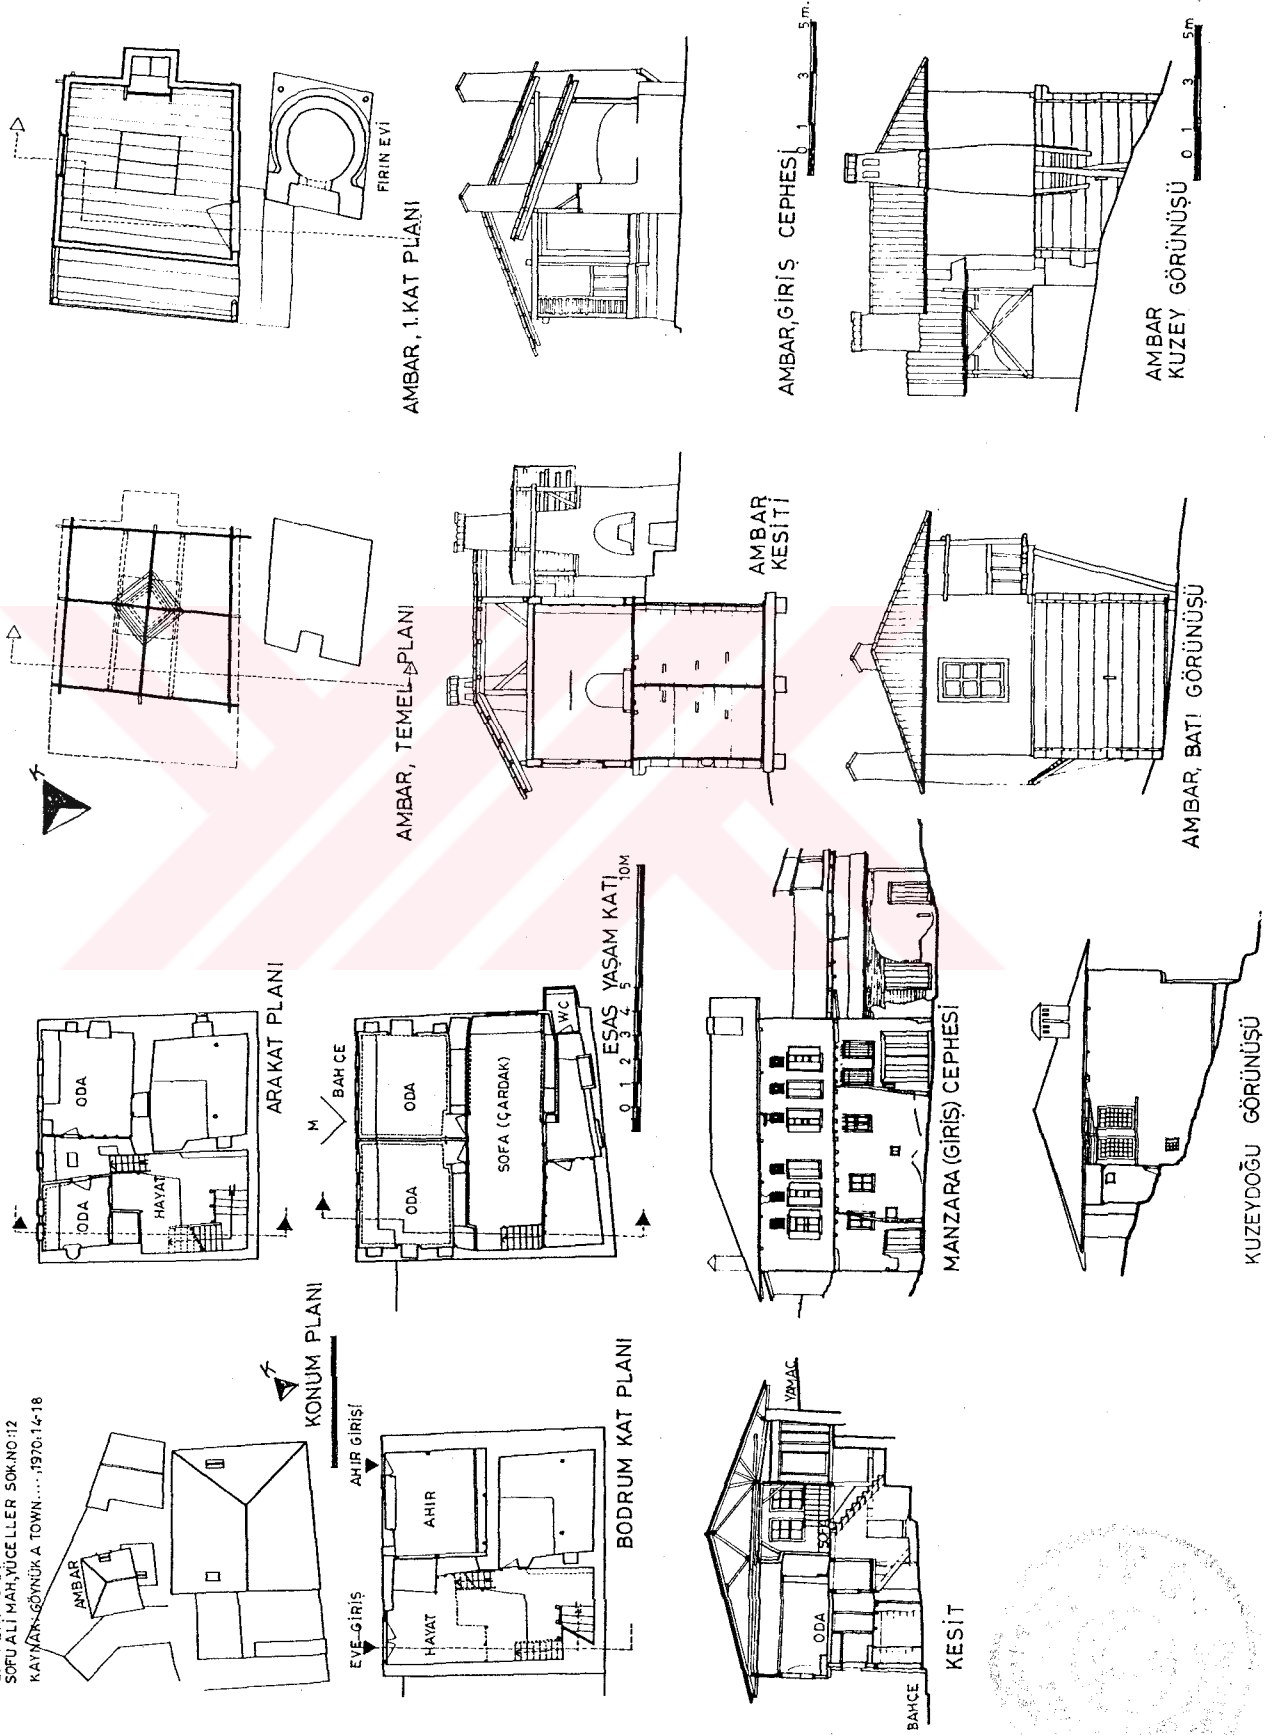 SOFU ALİ MAH,YÜCELLER SOK.NO:12
KAYNAK: GÖYNÜK A TOWN....,1970:14-18
AMBAR
KONUM PLANI
EVE GİRİŞ
AHIR GİRİŞİ
HAYAT
AHIR
BODRUM KAT PLANI
YAMAÇ
SOFA
ODA
BAHÇE
KESİT
ODA
ODA
HAYAT
ARAKAT PLANI
M
BAHÇE
ODA
ODA
SOFA (ÇARDAK)
WC
ESAS YAŞAM KATI
0 1 2 3 4 5 10M
MANZARA (GİRİŞ) CEPHESİ
KUZEYDOĞU GÖRÜNÜŞÜ
AMBAR, TEMEL PLANI
AMBAR
KESİTİ
AMBAR, BATI GÖRÜNÜŞÜ
FIRIN EVİ
AMBAR, 1.KAT PLANI
AMBAR,GİRİŞ CEPHESİ
0 1 3 5m.
AMBAR
KUZEY GÖRÜNÜŞÜ
0 1 3 5m